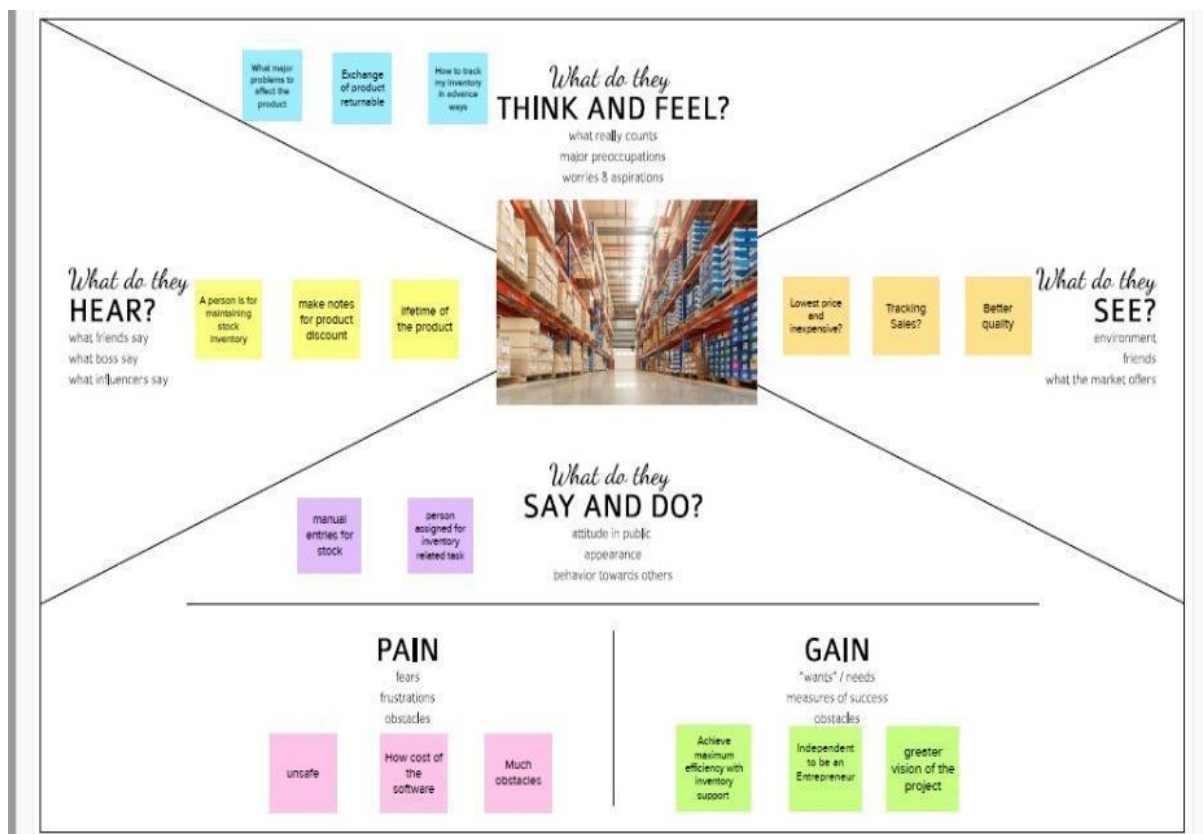 What major
problems to
affect the
product
Exchange
of product
returnable
How to track
my inventory
in advance
ways
What do they
THINK AND FEEL?
what really counts
major preoccupations
worries & aspirations
What do they
HEAR?
what friends say
what boss say
what influencers say
A person is for
maintaining
stock
inventory
make notes
for product
discount
lifetime of
the product
Lowest price
and
inexpensive?
Tracking
Sales?
Better
quality
What do they
SEE?
environment
friends
what the market offers
What do they
SAY AND DO?
attitude in public
appearance
behavior towards others
manual
entries for
stock
person
assigned for
inventory
related task
PAIN
fears
frustrations
obstacles
unsafe
How cost of
the
software
Much
obstacles
GAIN
"wants" / needs
measures of success
obstacles
Achieve
maximum
efficiency with
inventory
support
Independent
to be an
Entrepreneur
greater
vision of the
project